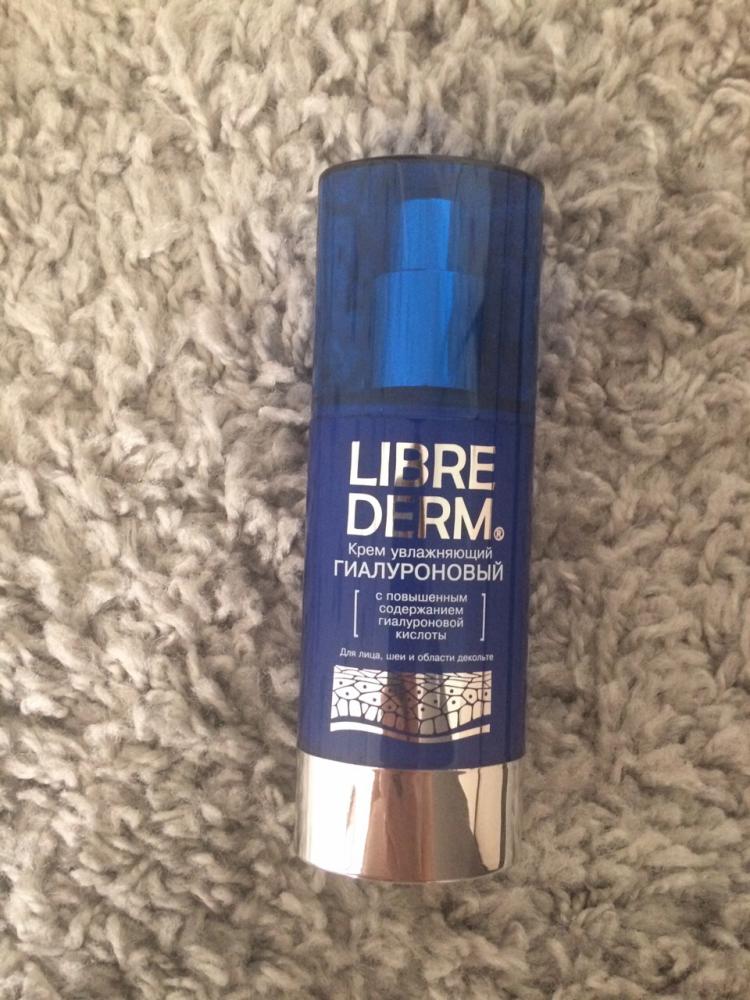 LIBRE
DERM®
Крем увлажняющий
ГИАЛУРОНОВЫЙ
с повышенным
содержанием
гиалуроновой
кислоты
Для лица, шеи и области декольте